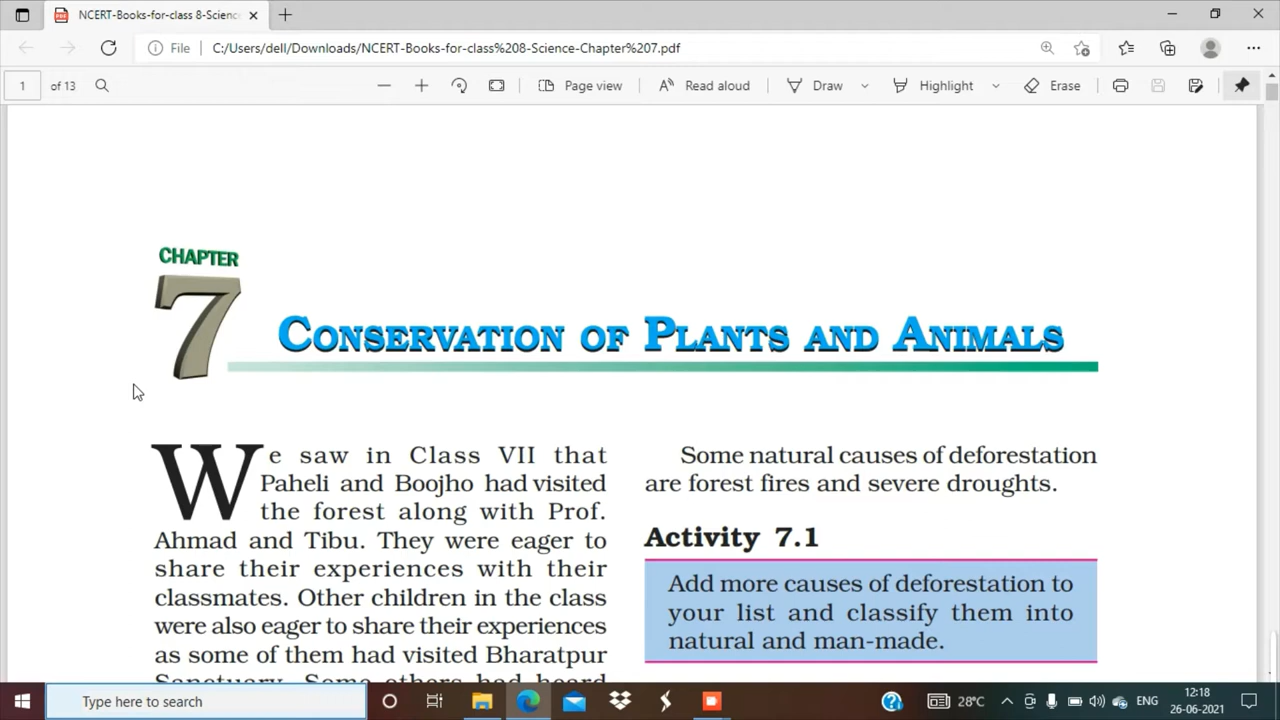 NCERT-Books-for-class 8-Science-
File C:/Users/dell/Downloads/NCERT-Books-for-class%208-Science-Chapter%207.pdf
1 of 13 Page view Read aloud Draw Highlight Erase
CHAPTER
7
CONSERVATION OF PLANTS AND ANIMALS
We saw in Class VII that
Paheli and Boojho had visited
the forest along with Prof.
Ahmad and Tibu. They were eager to
share their experiences with their
classmates. Other children in the class
were also eager to share their experiences
as some of them had visited Bharatpur
Sanctuary. Some others had heard
Some natural causes of deforestation
are forest fires and severe droughts.
Activity 7.1
Add more causes of deforestation to
your list and classify them into
natural and man-made.
Type here to search
28°C
ENG
12:18
26-06-2021